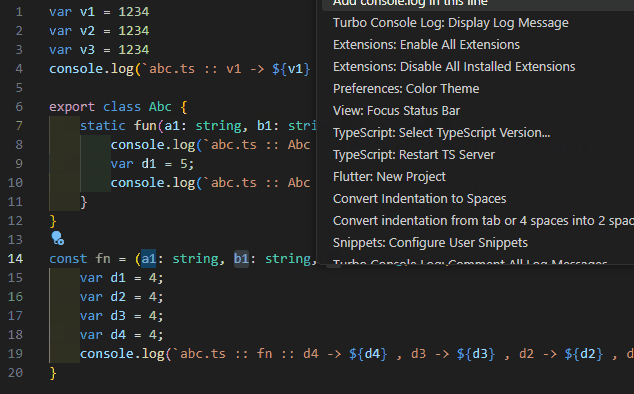 1 var v1 = 1234
2 var v2 = 1234
3 var v3 = 1234
4 console.log(`abc.ts :: v1 -> ${v1}
5
6 export class Abc {
7 static fun(a1: string, b1: stri
8 console.log(`abc.ts :: Abc
9 var d1 = 5;
10 console.log(`abc.ts :: Abc
11 }
12 }
13
14 const fn = (a1: string, b1: string,
15 var d1 = 4;
16 var d2 = 4;
17 var d3 = 4;
18 var d4 = 4;
19 console.log(`abc.ts :: fn :: d4 -> ${d4} , d3 -> ${d3} , d2 -> ${d2} , d
20 }
Add console.log in this line
Turbo Console Log: Display Log Message
Extensions: Enable All Extensions
Extensions: Disable All Installed Extensions
Preferences: Color Theme
View: Focus Status Bar
TypeScript: Select TypeScript Version...
TypeScript: Restart TS Server
Flutter: New Project
Convert Indentation to Spaces
Convert indentation from tab or 4 spaces into 2 spac
Snippets: Configure User Snippets
Turbo Console Log: Comment All Log Messages